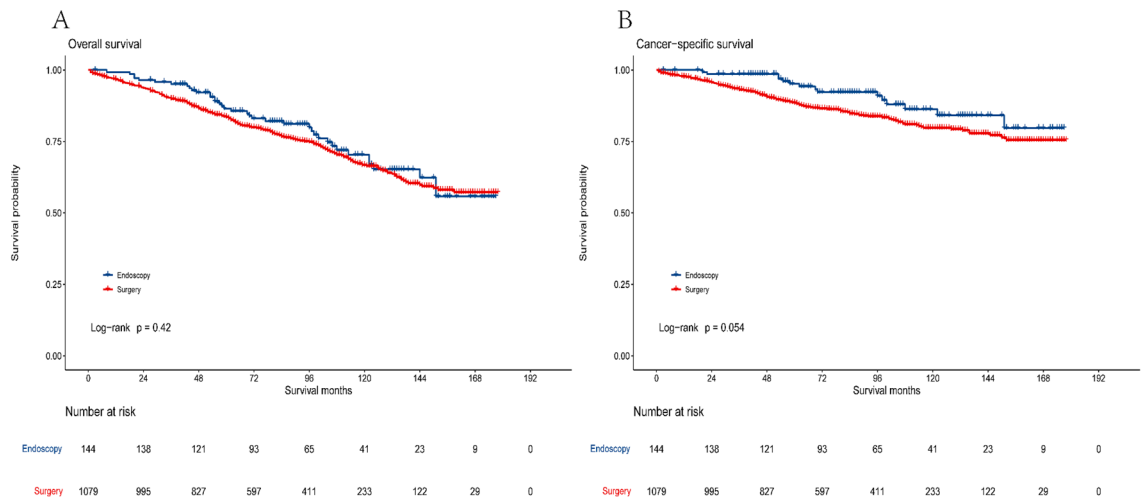 A
Overall survival
1.00
0.75
0.50
0.25
0.00
Survival probability
Endoscopy
Surgery
Log-rank p = 0.42
0 24 48 72 96 120 144 168 192
Survival months
Number at risk
Endoscopy 144 138 121 93 65 41 23 9 0
Surgery 1079 995 827 597 411 233 122 29 0
B
Cancer-specific survival
1.00
0.75
0.50
0.25
0.00
Survival probability
Endoscopy
Surgery
Log-rank p = 0.054
0 24 48 72 96 120 144 168 192
Survival months
Number at risk
Endoscopy 144 138 121 93 65 41 23 9 0
Surgery 1079 995 827 597 411 233 122 29 0